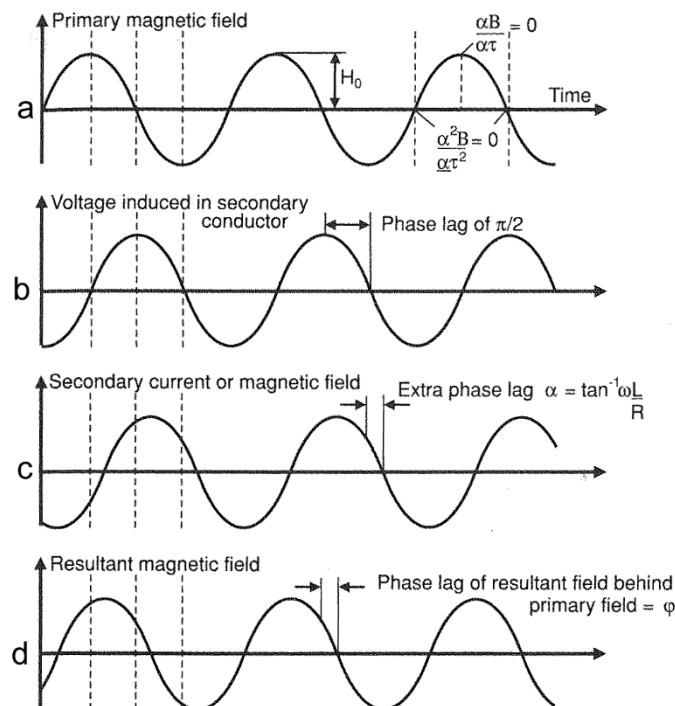 Primary magnetic field
αB = 0
ατ
H₀
a
Time
α²B = 0
ατ²
Voltage induced in secondary
conductor
Phase lag of π/2
b
Secondary current or magnetic field
Extra phase lag α = tan⁻¹ωL
R
c
Resultant magnetic field
Phase lag of resultant field behind
primary field = φ
d